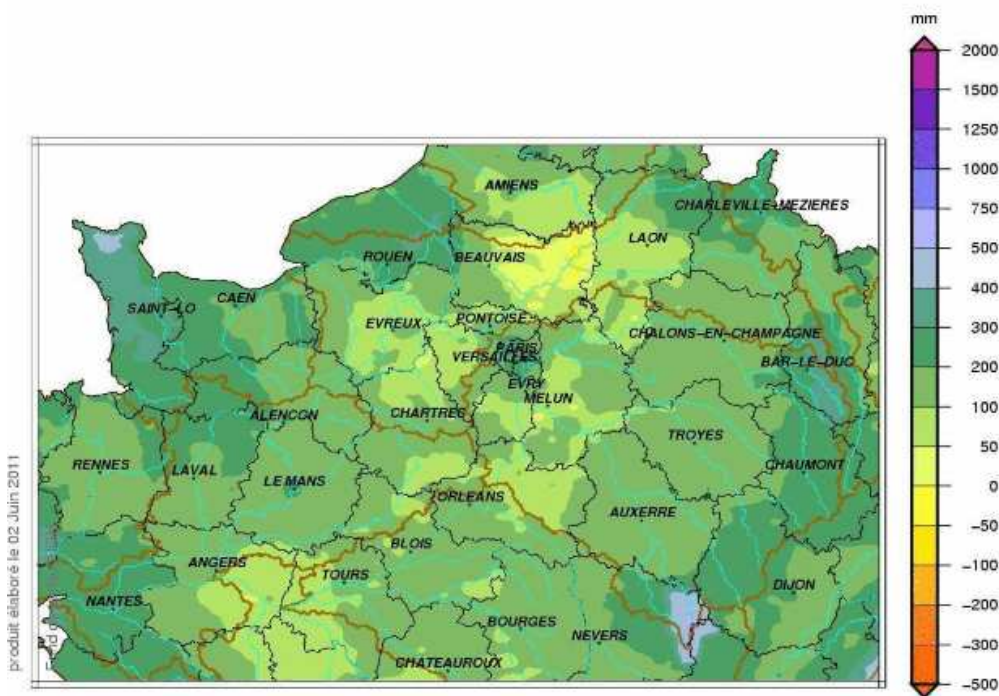 mm
2000
1500
1250
1000
750
500
400
300
200
100
50
0
-50
-100
-200
-300
-500
AMIENS
CHARLEVILLE-MEZIERES
LAON
ROUEN
BEAUVAIS
SAINT-LO
CAEN
EVREUX
PONTOISE
CHALONS-EN-CHAMPAGNE
PARIS
VERSAILLES
BAR-LE-DUC
EVRY
MELUN
ALENCON
CHARTRES
TROYES
RENNES
LAVAL
LE MANS
CHAUMONT
ORLEANS
AUXERRE
BLOIS
ANGERS
TOURS
DIJON
NANTES
BOURGES
NEVERS
CHATEAUROUX
produit élaboré le 02 Juin 2011